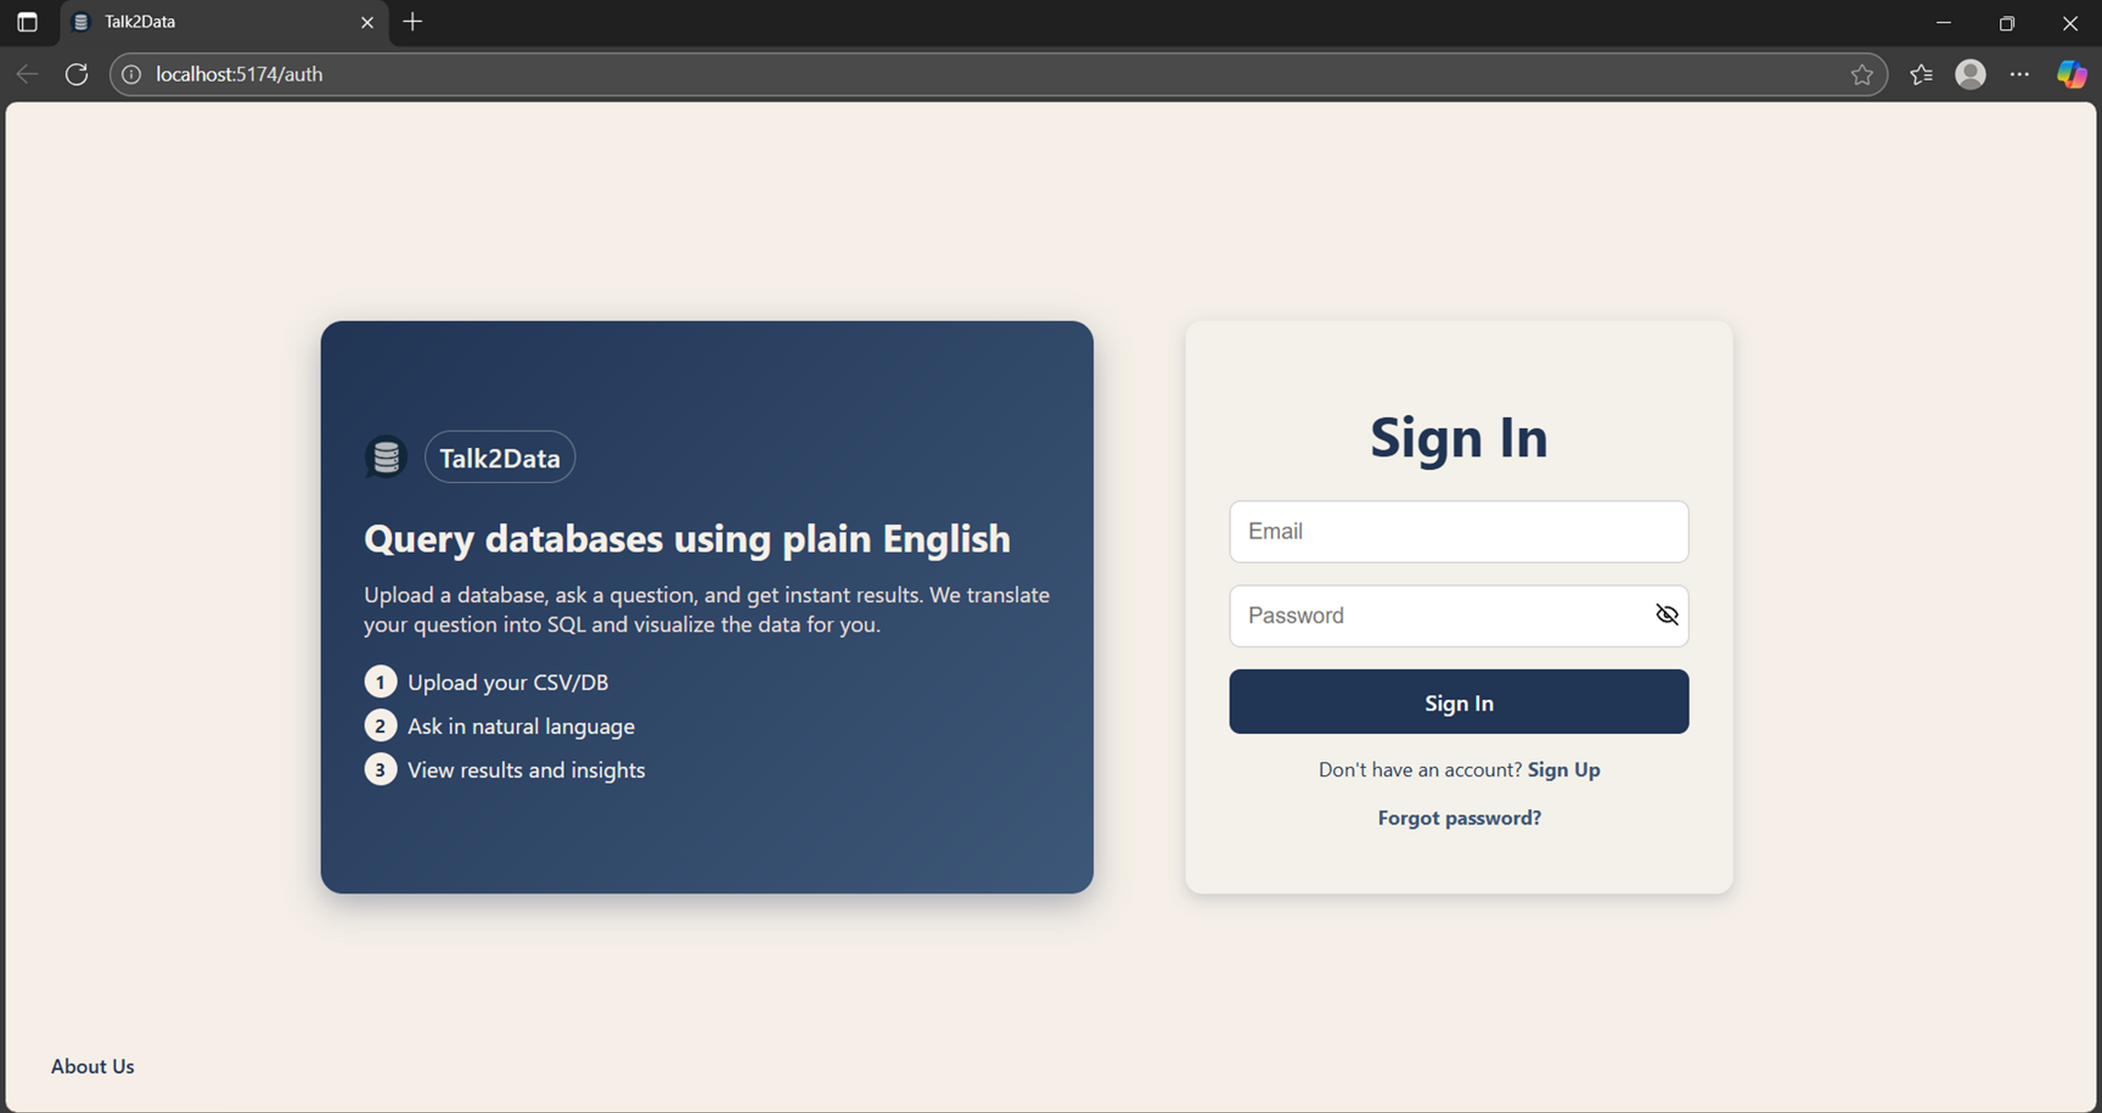 Talk2Data
localhost:5174/auth
Talk2Data
Query databases using plain English
Upload a database, ask a question, and get instant results. We translate
your question into SQL and visualize the data for you.
1 Upload your CSV/DB
2 Ask in natural language
3 View results and insights
Sign In
Email
Password
Sign In
Don't have an account? Sign Up
Forgot password?
About Us